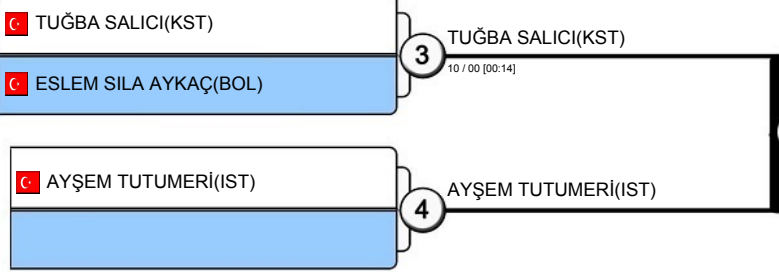 TUĞBA SALICI(KST)
ESLEM SILA AYKAÇ(BOL)
3
TUĞBA SALICI(KST)
10 / 00 [00:14]
AYŞEM TUTUMERİ(IST)
4
AYŞEM TUTUMERİ(IST)